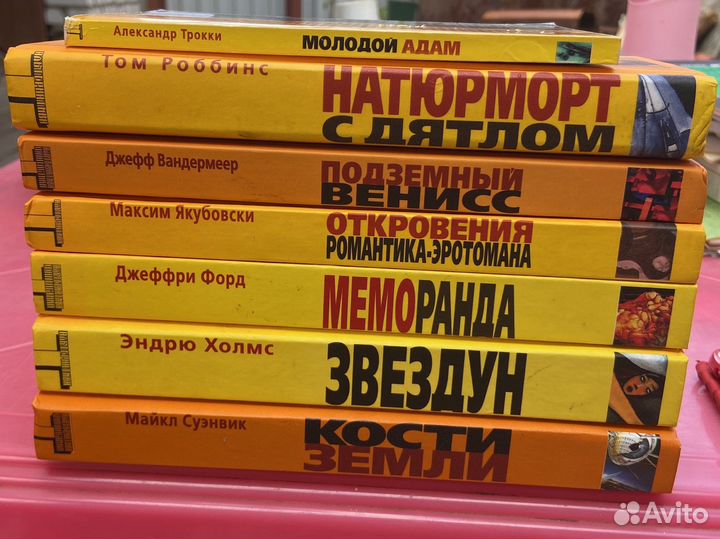 Александр Трокки
МОЛОДОЙ АДАМ
Том Роббинс
НАТЮРМОРТ
С ДЯТЛОМ
Джефф Вандермеер
ПОДЗЕМНЫЙ
ВЕНИСС
Максим Якубовски
ОТКРОВЕНИЯ
РОМАНТИКА-ЭРОТОМАНА
Джеффри Форд
МЕМОРАНДА
Эндрю Холмс
ЗВЕЗДУН
Майкл Суэнвик
КОСТИ
ЗЕМЛИ
Avito